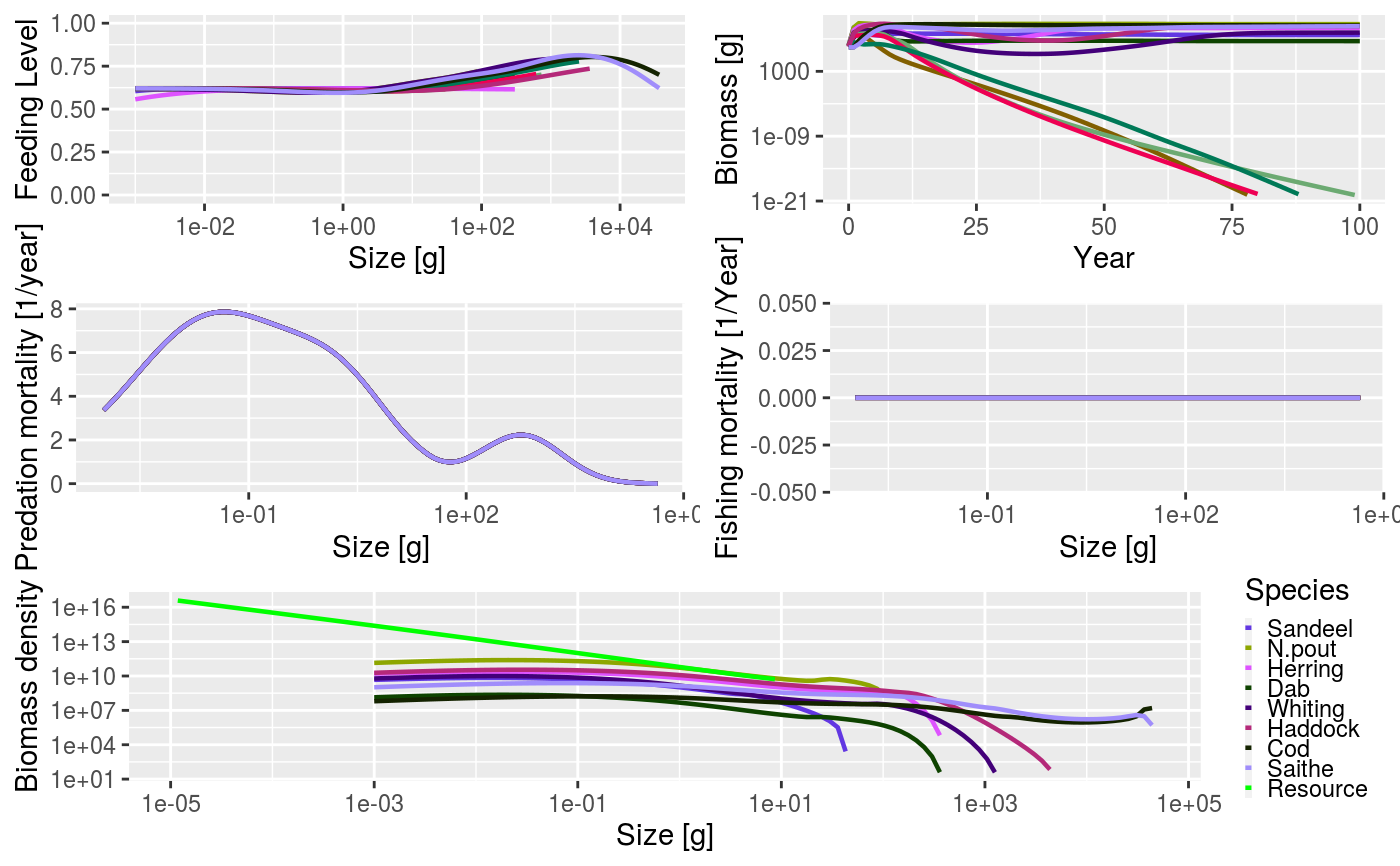 Feeding Level
1.00
0.75
0.50
0.25
0.00
1e-02 1e+00 1e+02 1e+04
Size [g]
Biomass [g]
1000
1e-09
1e-21
0 25 50 75 100
Year
Predation mortality [1/year]
8
6
4
2
0
1e-01 1e+02 1e+0
Size [g]
Fishing mortality [1/Year]
0.050
0.025
0.000
-0.025
-0.050
1e-01 1e+02 1e+0
Size [g]
Biomass density
1e+16
1e+13
1e+10
1e+07
1e+04
1e+01
1e-05 1e-03 1e-01 1e+01 1e+03 1e+05
Size [g]
Species
Sandeel
N.pout
Herring
Dab
Whiting
Haddock
Cod
Saithe
Resource